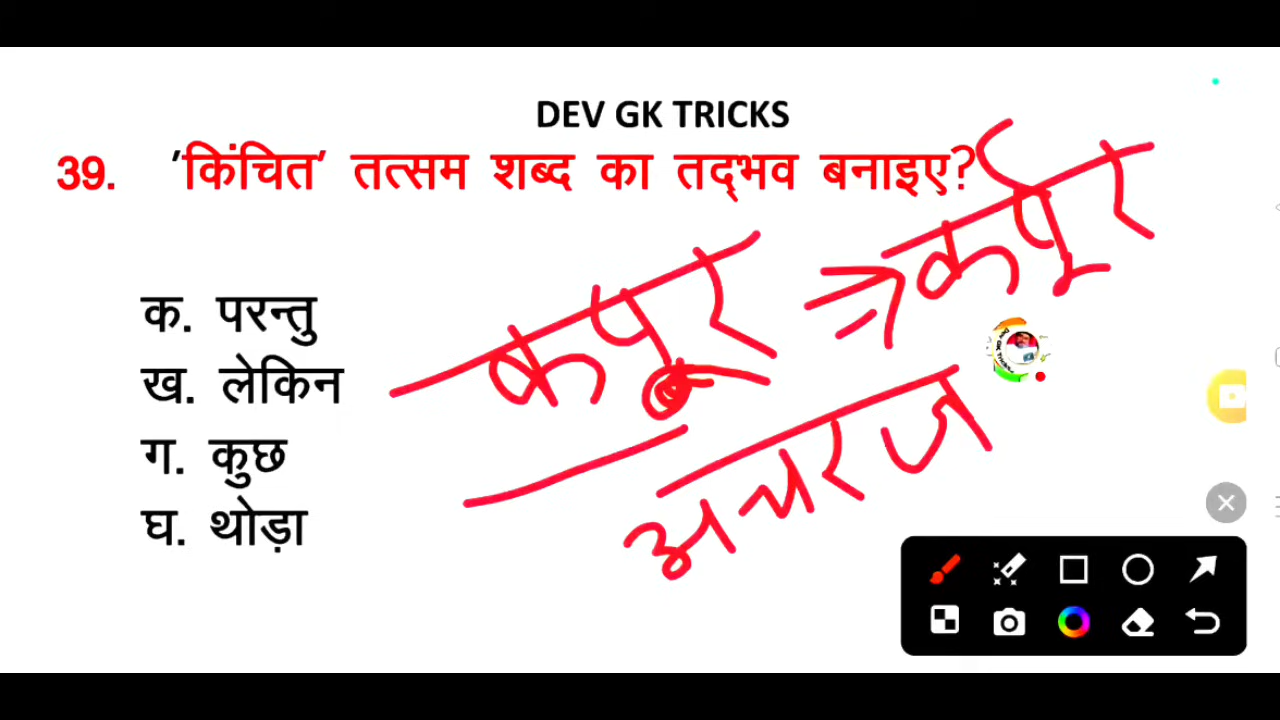 DEV GK TRICKS
39. 'किंचित' तत्सम शब्द का तद्भव बनाइए?
क. परन्तु
ख. लेकिन
ग. कुछ
घ. थोड़ा
कपूर => कर्पूर
अचरज